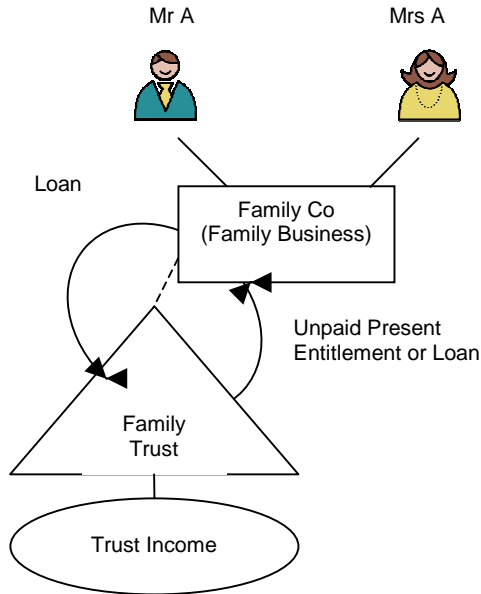 Mr A
Mrs A
Loan
Family Co
(Family Business)
Unpaid Present
Entitlement or Loan
Family
Trust
Trust Income